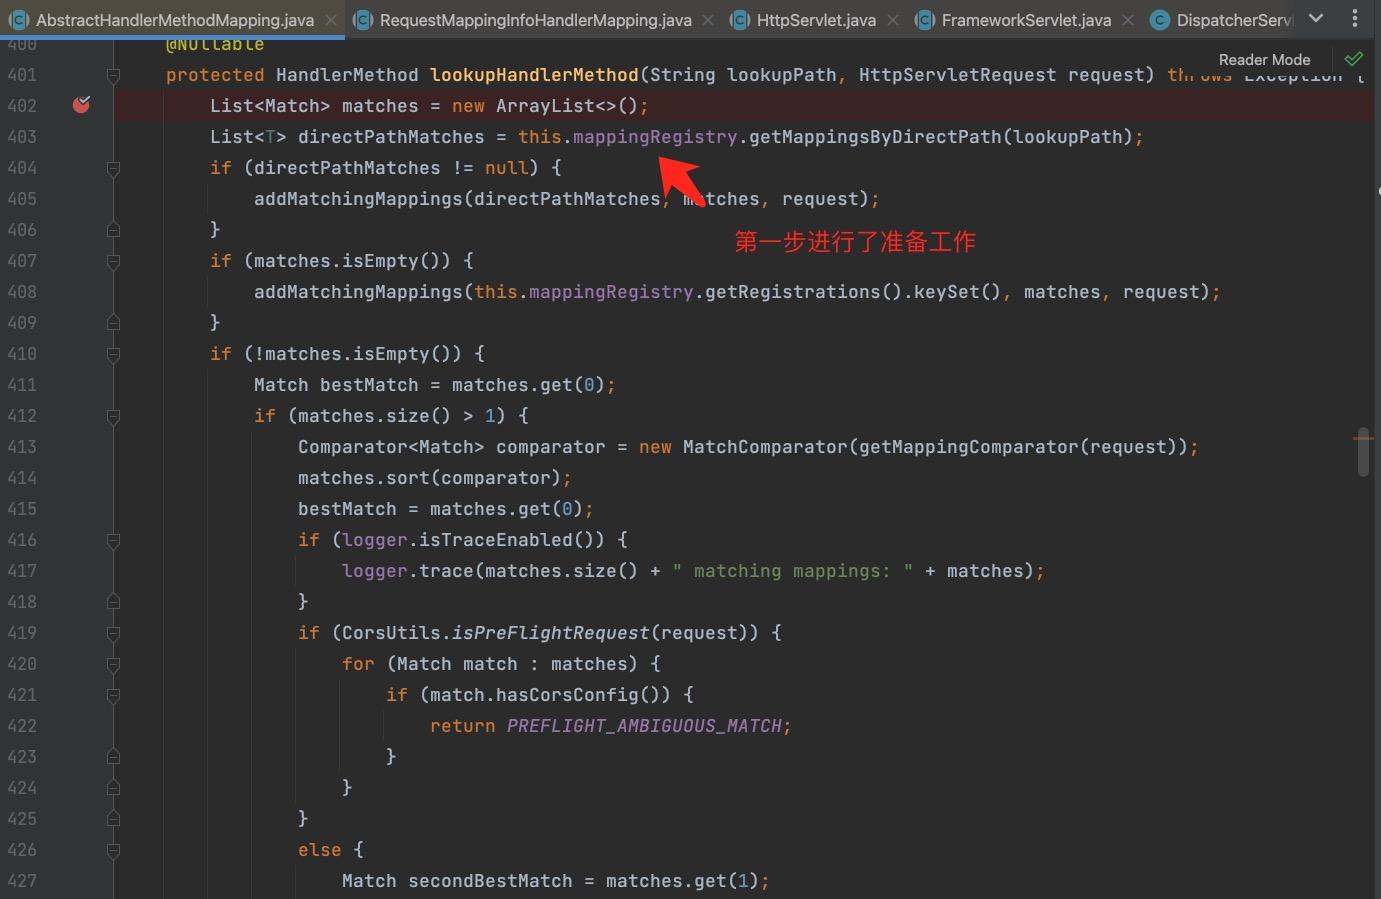 AbstractHandlerMethodMapping.java RequestMappingInfoHandlerMapping.java HttpServlet.java FrameworkServlet.java DispatcherServl
Reader Mode
400 @Nullable
401 protected HandlerMethod lookupHandlerMethod(String lookupPath, HttpServletRequest request) throws Exception {
402 List<Match> matches = new ArrayList<>();
403 List<T> directPathMatches = this.mappingRegistry.getMappingsByDirectPath(lookupPath);
404 if (directPathMatches != null) {
405 addMatchingMappings(directPathMatches, matches, request);
406 }
第一步进行了准备工作
407 if (matches.isEmpty()) {
408 addMatchingMappings(this.mappingRegistry.getRegistrations().keySet(), matches, request);
409 }
410 if (!matches.isEmpty()) {
411 Match bestMatch = matches.get(0);
412 if (matches.size() > 1) {
413 Comparator<Match> comparator = new MatchComparator(getMappingComparator(request));
414 matches.sort(comparator);
415 bestMatch = matches.get(0);
416 if (logger.isTraceEnabled()) {
417 logger.trace(matches.size() + " matching mappings: " + matches);
418 }
419 if (CorsUtils.isPreFlightRequest(request)) {
420 for (Match match : matches) {
421 if (match.hasCorsConfig()) {
422 return PREFLIGHT_AMBIGUOUS_MATCH;
423 }
424 }
425 }
426 else {
427 Match secondBestMatch = matches.get(1);